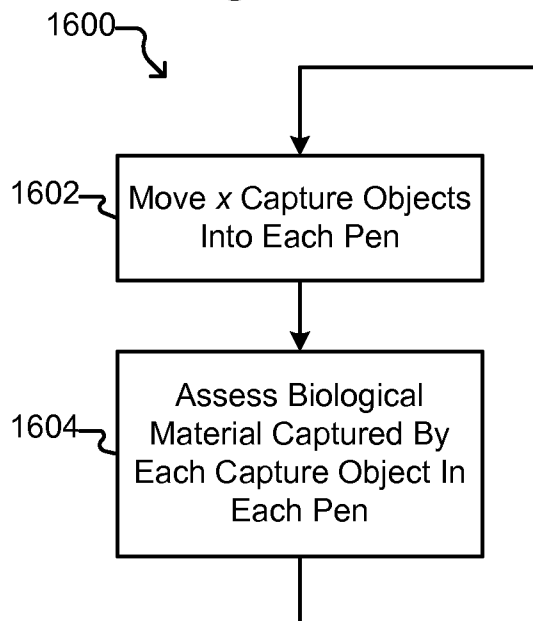 1600
1602
Move x Capture Objects
Into Each Pen
1604
Assess Biological
Material Captured By
Each Capture Object In
Each Pen